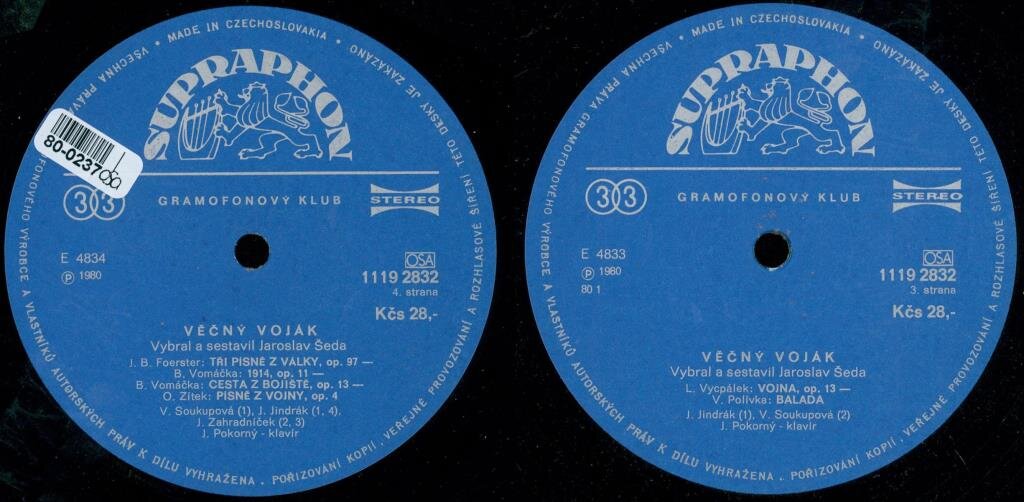 MADE IN CZECHOSLOVAKIA • VŠECHNA PRÁVA
FONOVÉHO VÝROBCE A VLASTNÍKŮ AUTORSKÝCH PRÁV K DÍLU VYHRAŽENA. POŘIZOVÁNÍ KOPIÍ, VEŘEJNÉ PROVOZOVÁNÍ A ROZHLASOVÉ ŠÍŘENÍ TÉTO DESKY JE ZAKÁZÁNO •
SUPRAPHON
80-0237
OSA
33
GRAMOFONOVÝ KLUB
STEREO
E 4834
Ⓟ 1980
OSA
1119 2832
4. strana
Kčs 28,-
VĚČNÝ VOJÁK
Vybral a sestavil Jaroslav Šeda
J. B. Foerster: TŘI PÍSNĚ Z VÁLKY, op. 97 —
B. Vomáčka: 1914, op. 11 —
B. Vomáčka: CESTA Z BOJIŠTĚ, op. 13 —
O. Zítek: PÍSNĚ Z VOJNY, op. 4
V. Soukupová (1), J. Jindrák (1, 4),
J. Zahradníček (2, 3)
J. Pokorný - klavír
MADE IN CZECHOSLOVAKIA • VŠECHNA PRÁVA GRAMOFONOVÉHO VÝROBCE A VLASTNÍKŮ AUTORSKÝCH PRÁV K DÍLU VYHRAŽENA. POŘIZOVÁNÍ KOPIÍ, VEŘEJNÉ PROVOZOVÁNÍ A ROZHLASOVÉ ŠÍŘENÍ TÉTO DESKY JE ZAKÁZÁNO •
SUPRAPHON
33
GRAMOFONOVÝ KLUB
STEREO
E 4833
Ⓟ 1980
80 1
OSA
1119 2832
3. strana
Kčs 28,-
VĚČNÝ VOJÁK
Vybral a sestavil Jaroslav Šeda
L. Vycpálek: VOJNA, op. 13 —
V. Polívka: BALADA
J. Jindrák (1), V. Soukupová (2)
J. Pokorný - klavír